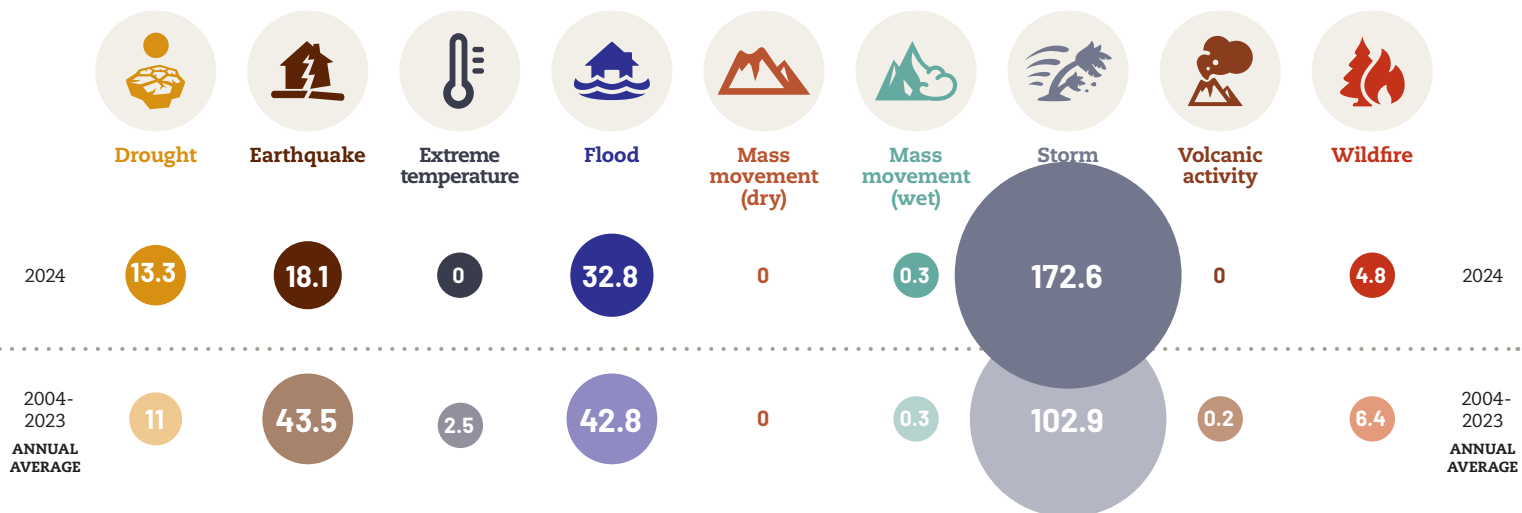 Drought
Earthquake
Extreme
temperature
Flood
Mass
movement
(dry)
Mass
movement
(wet)
Storm
Volcanic
activity
Wildfire
2024
13.3
18.1
0
32.8
0
0.3
172.6
0
4.8
2024
2004-
2023
ANNUAL
AVERAGE
11
43.5
2.5
42.8
0
0.3
102.9
0.2
6.4
2004-
2023
ANNUAL
AVERAGE